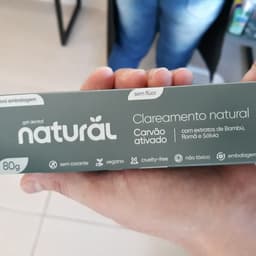 sem flúor
gel dental
natural
80g
Clareamento natural
Carvão ativado
com extratos de Bambu,
Romã e Sálvia
sem corante
vegano
cruelty-free
não tóxico
embalagem